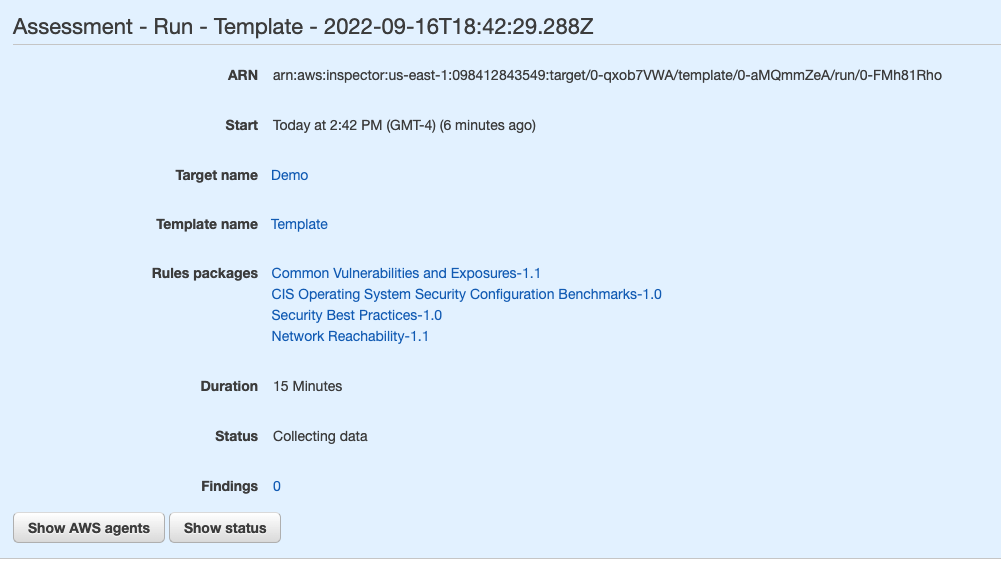 Assessment - Run - Template - 2022-09-16T18:42:29.288Z
ARN arn:aws:inspector:us-east-1:098412843549:target/0-qxob7VWA/template/0-aMQmmZeA/run/0-FMh81Rho
Start Today at 2:42 PM (GMT-4) (6 minutes ago)
Target name Demo
Template name Template
Rules packages Common Vulnerabilities and Exposures-1.1
CIS Operating System Security Configuration Benchmarks-1.0
Security Best Practices-1.0
Network Reachability-1.1
Duration 15 Minutes
Status Collecting data
Findings 0
Show AWS agents Show status